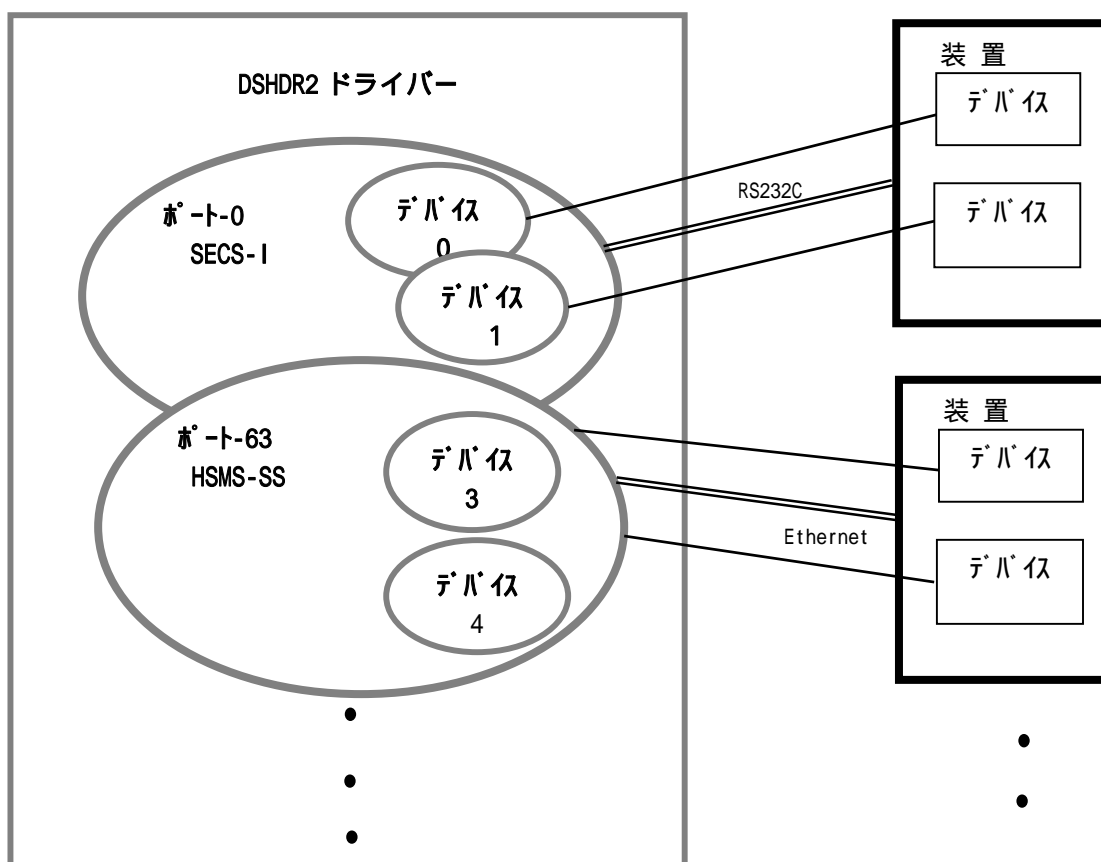 DSHDR2 ドライバー
ﾎﾟｰﾄ-0
SECS-I
ﾃﾞﾊﾞｲｽ
0
ﾃﾞﾊﾞｲｽ
1
RS232C
装 置
ﾃﾞﾊﾞｲｽ
ﾃﾞﾊﾞｲｽ
ﾎﾟｰﾄ-63
HSMS-SS
ﾃﾞﾊﾞｲｽ
3
ﾃﾞﾊﾞｲｽ
4
Ethernet
装 置
ﾃﾞﾊﾞｲｽ
ﾃﾞﾊﾞｲｽ